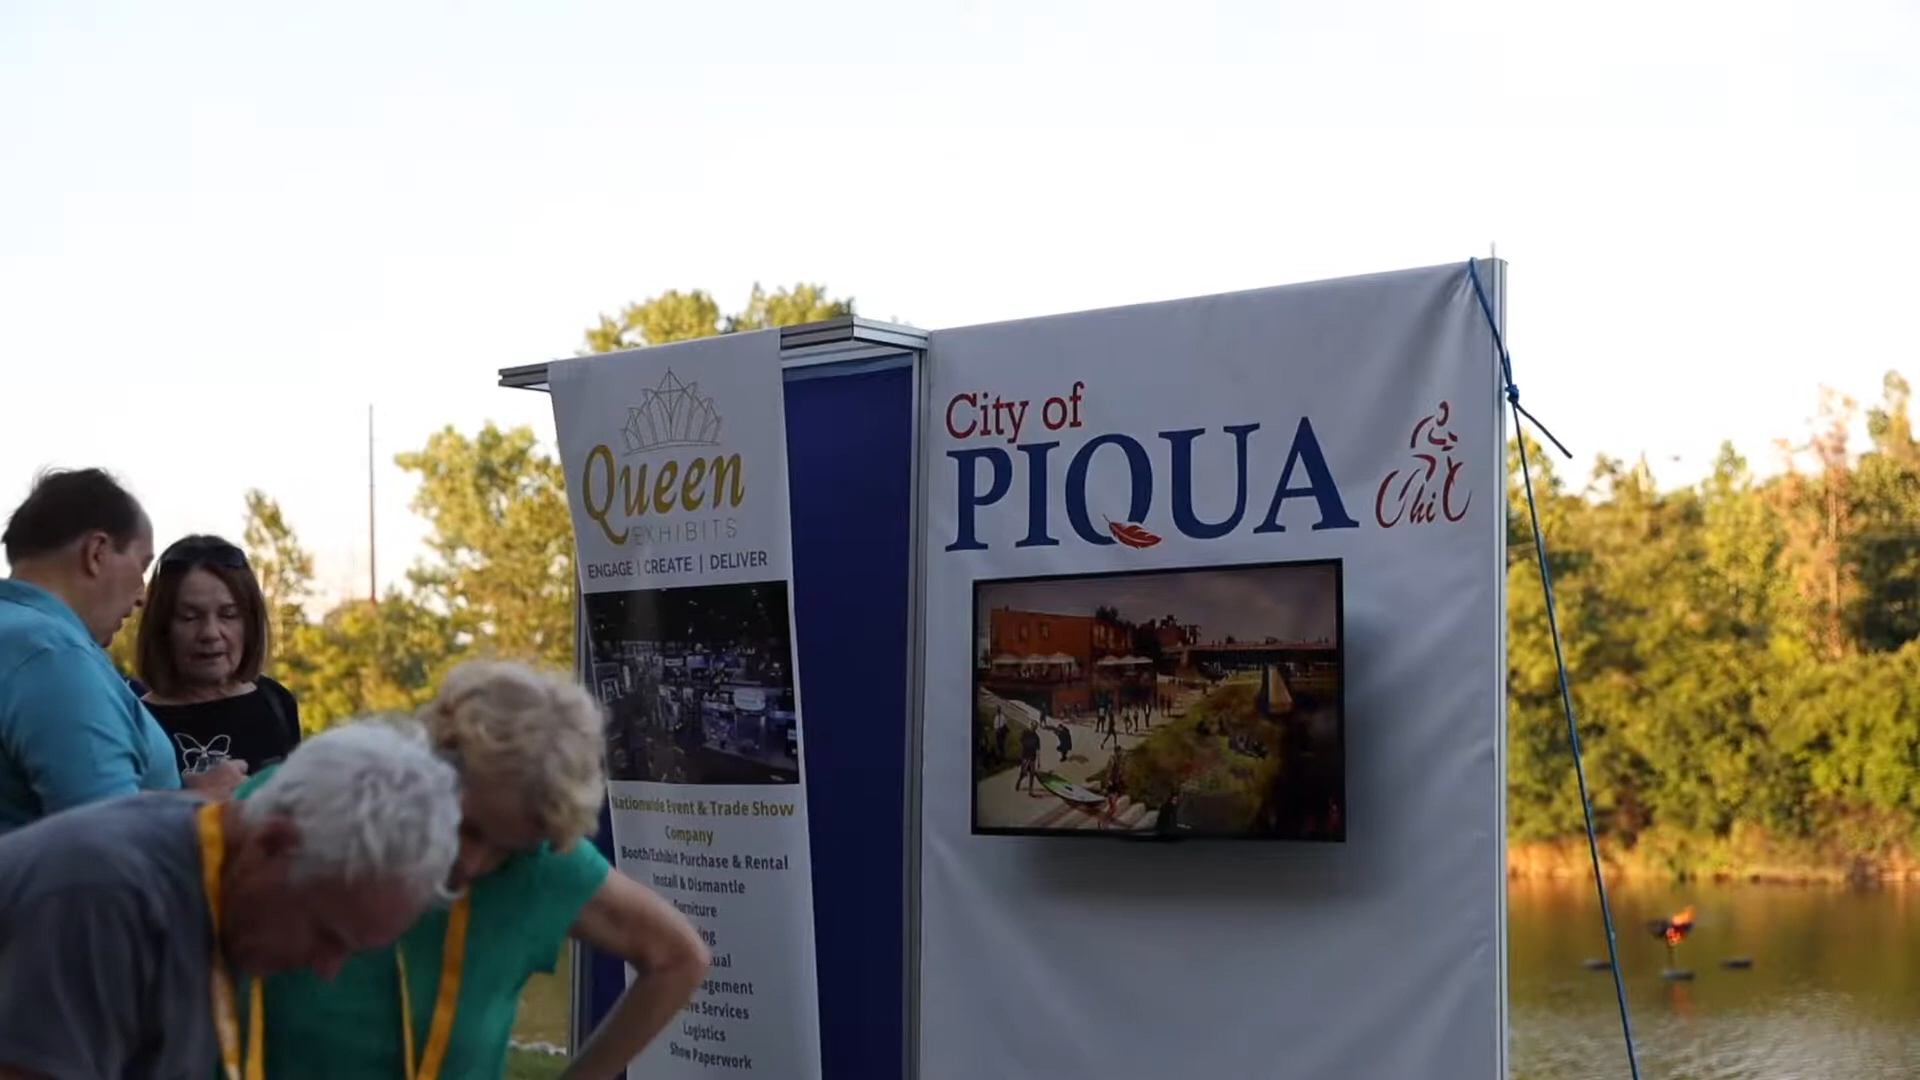 Queen
EXHIBITS
ENGAGE | CREATE | DELIVER
Nationwide Event & Trade Show
Company
Booth/Exhibit Purchase & Rental
Install & Dismantle
Services
Logistics
Show Paperwork
City of
PIQUA